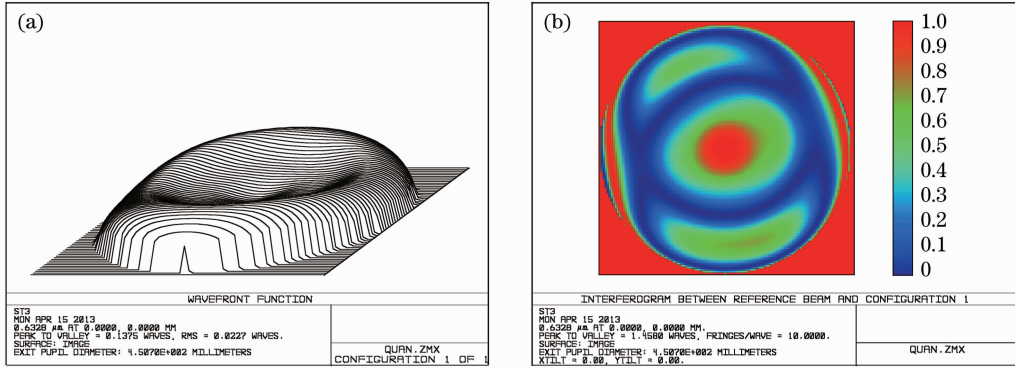 (a)
WAVEFRONT FUNCTION
ST3
MON APR 15 2013
0.6328 µm AT 0.0000, 0.0000 MM
PEAK TO VALLEY = 0.1375 WAVES, RMS = 0.0227 WAVES.
SURFACE: IMAGE
EXIT PUPIL DIAMETER: 4.5070E+002 MILLIMETERS
QUAN.ZMX
CONFIGURATION 1 OF 1
(b)
1.0
0.9
0.8
0.7
0.6
0.5
0.4
0.3
0.2
0.1
0
INTERFEROGRAM BETWEEN REFERENCE BEAM AND CONFIGURATION 1
ST3
MON APR 15 2013
0.6328 µm AT 0.0000, 0.0000 MM.
PEAK TO VALLEY = 1.4580 WAVES, FRINGES/WAVE = 10.0000.
SURFACE: IMAGE
EXIT PUPIL DIAMETER: 4.5070E+002 MILLIMETERS
XTILT = 0.00, YTILT = 0.00.
QUAN.ZMX